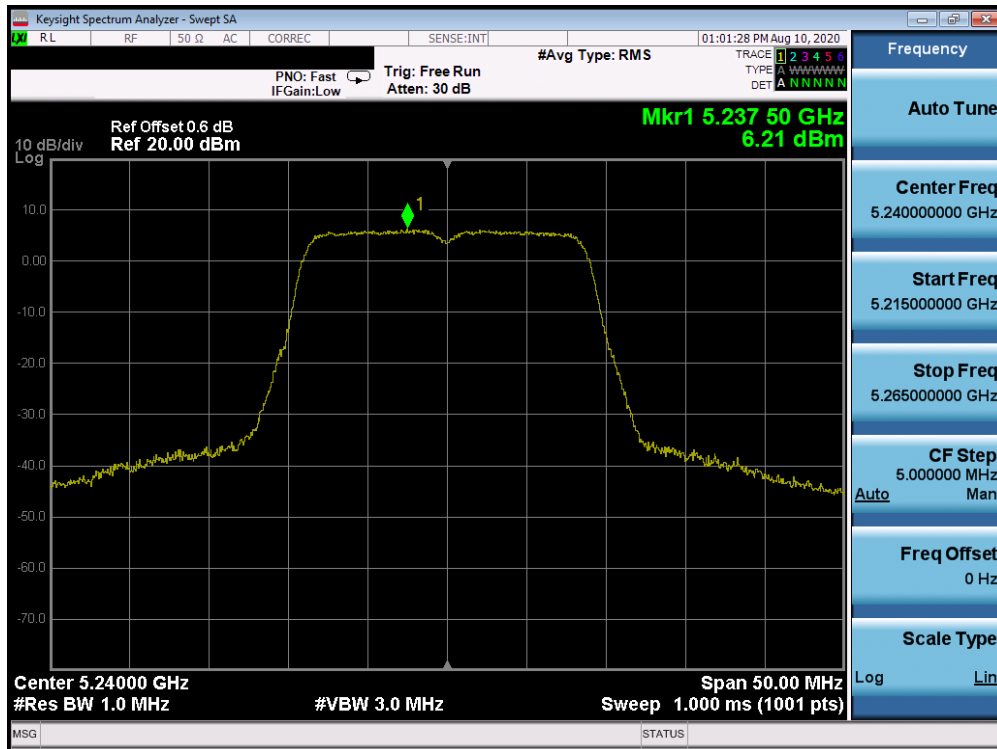 Keysight Spectrum Analyzer - Swept SA
LXI RL RF 50 Ω AC CORREC SENSE:INT 01:01:28 PM Aug 10, 2020
#Avg Type: RMS TRACE 1 2 3 4 5 6
PNO: Fast Trig: Free Run TYPE A WWWWW
IFGain:Low Atten: 30 dB DET A N N N N N
Mkr1 5.237 50 GHz
6.21 dBm
Ref Offset 0.6 dB
10 dB/div Ref 20.00 dBm
Log
1
10.0
0.00
-10.0
-20.0
-30.0
-40.0
-50.0
-60.0
-70.0
Center 5.24000 GHz Span 50.00 MHz
#Res BW 1.0 MHz #VBW 3.0 MHz Sweep 1.000 ms (1001 pts)
MSG STATUS
Frequency
Auto Tune
Center Freq
5.240000000 GHz
Start Freq
5.215000000 GHz
Stop Freq
5.265000000 GHz
CF Step
5.000000 MHz
Auto Man
Freq Offset
0 Hz
Scale Type
Log Lin